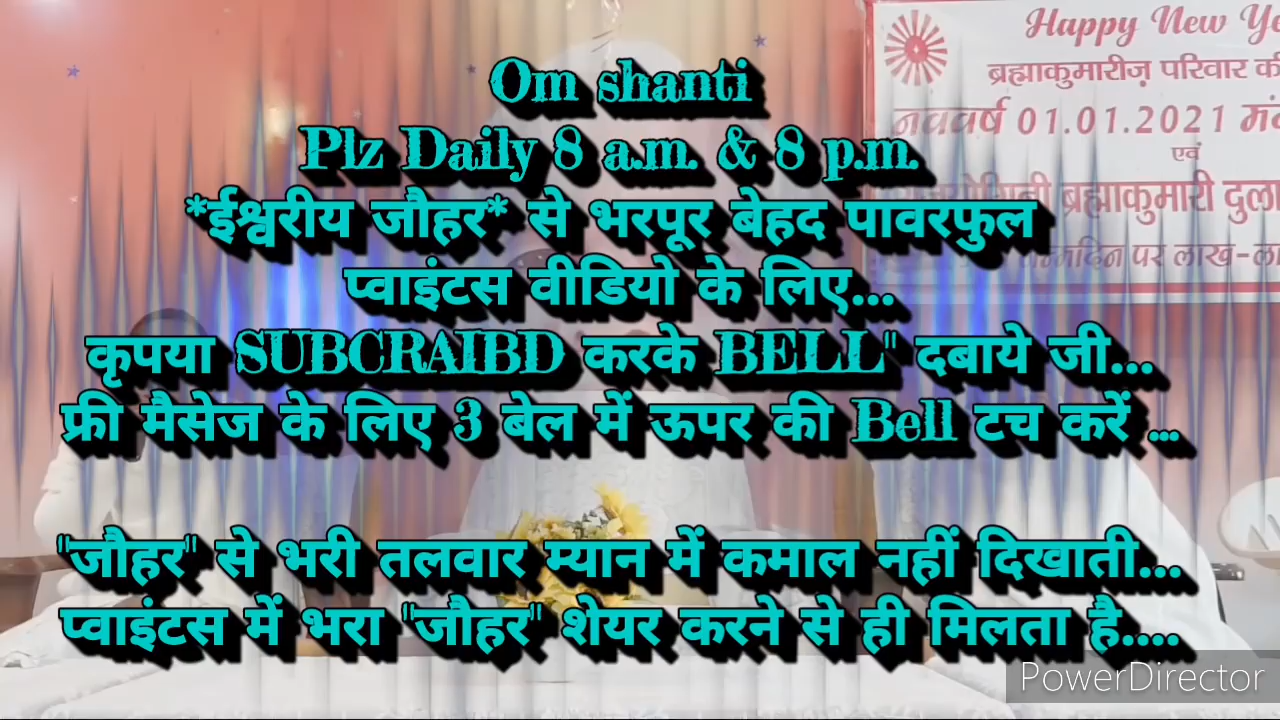 Om shanti
Plz Daily 8 a.m. & 8 p.m.
*ईश्वरीय जौहर* से भरपूर बेहद पावरफुल
प्वाइंटस वीडियो के लिए...
कृपया SUBCRAIBD करके BELL" दबाये जी...
फ्री मैसेज के लिए 3 बेल में ऊपर की Bell टच करें ...
"जौहर" से भरी तलवार म्यान में कमाल नहीं दिखाती...
प्वाइंटस में भरा "जौहर" शेयर करने से ही मिलता है....
Happy New
ब्रह्माकुमारीज़ परिवार की
नववर्ष 01.01.2021
एवं
ब्रह्माकुमारी
पर लाख-
PowerDirector